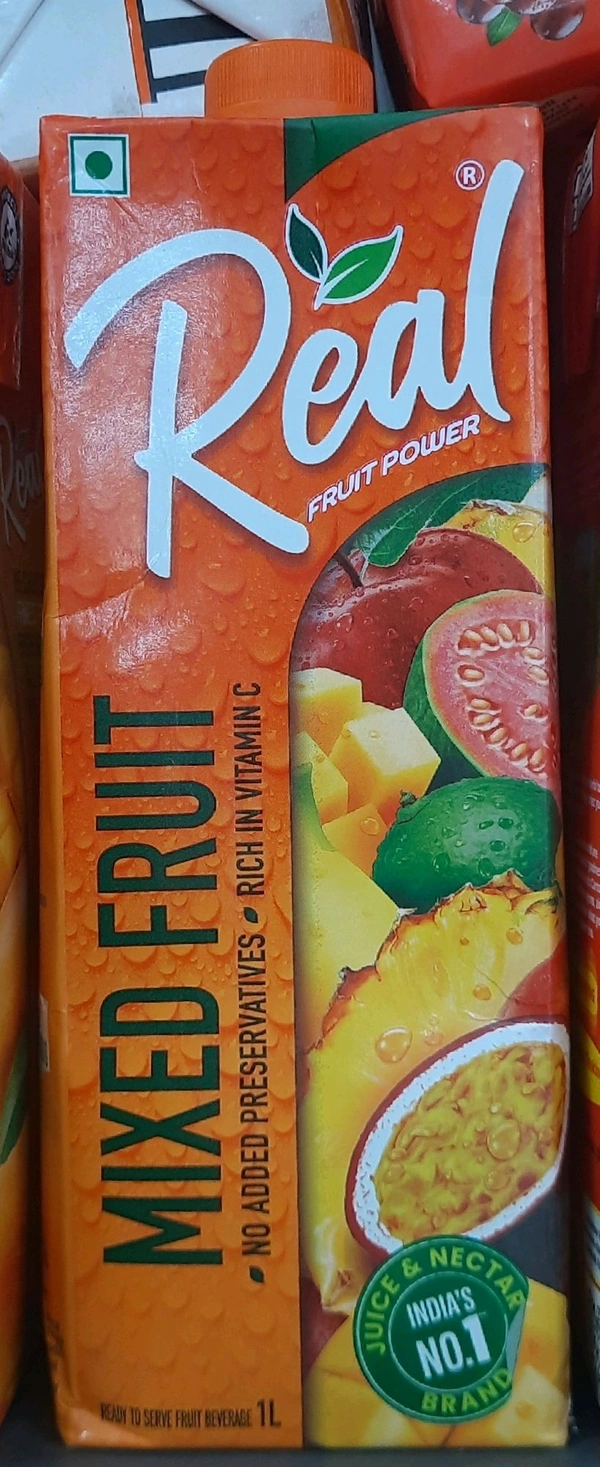 Real®
FRUIT POWER
MIXED FRUIT
• NO ADDED PRESERVATIVES • RICH IN VITAMIN C
JUICE & NECTAR
INDIA'S
NO.1
BRAND
READY TO SERVE FRUIT BEVERAGE 1L
Real